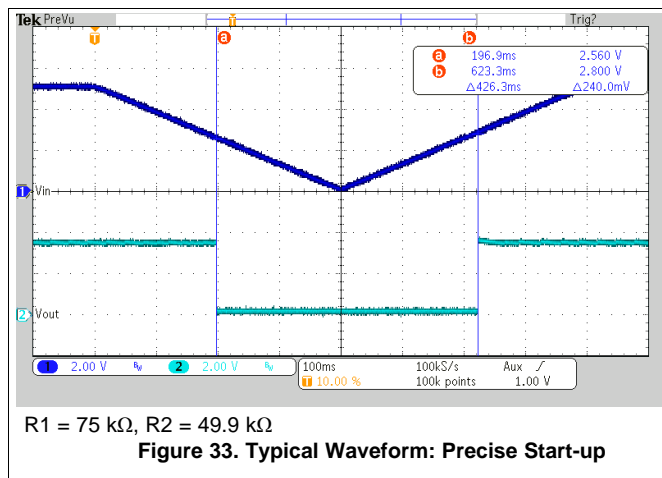 Tek PreVu Trig?
T T
a b
a 196.9ms 2.560 V
b 623.3ms 2.800 V
Δ426.3ms Δ240.0mV
1 Vin
2 Vout
1 2.00 V BW 2 2.00 V BW 100ms 100kS/s Aux
T 10.00 % 100k points 1.00 V
R1 = 75 kΩ, R2 = 49.9 kΩ
Figure 33. Typical Waveform: Precise Start-up